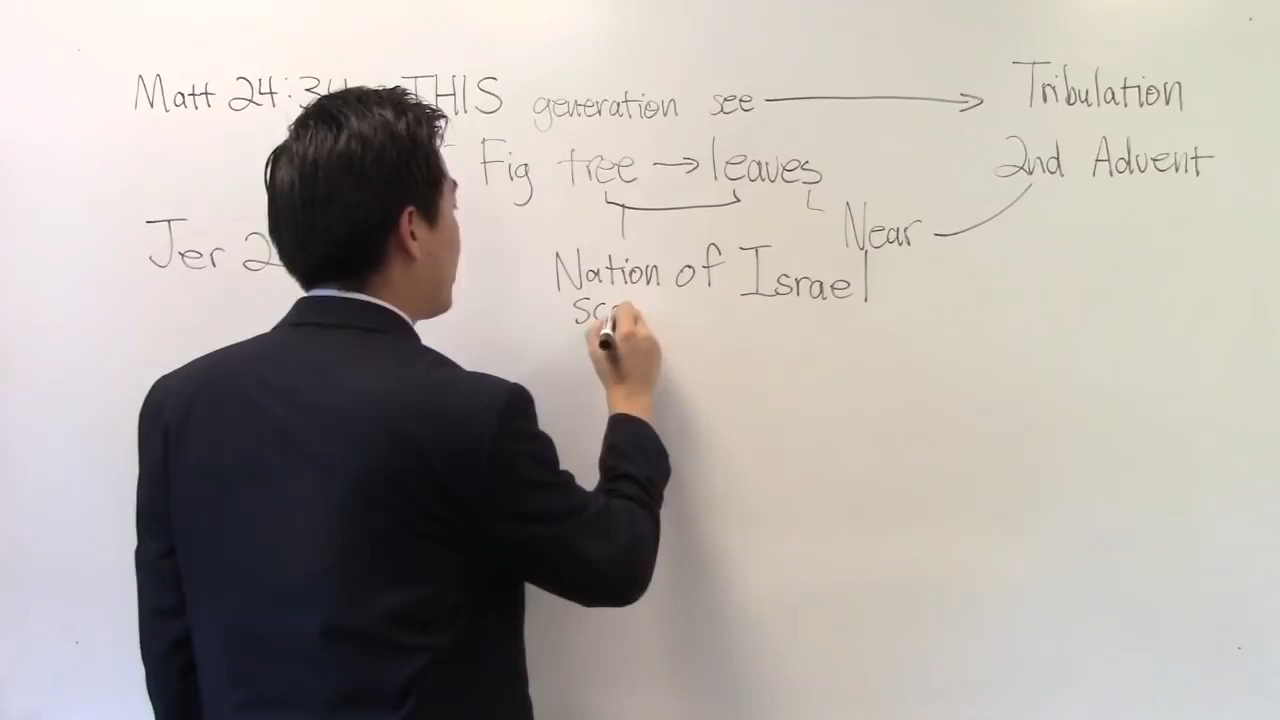 Matt 24:34 THIS generation see → Tribulation
Fig tree → leaves 2nd Advent
Near
Jer 2
Nation of Israel
sc